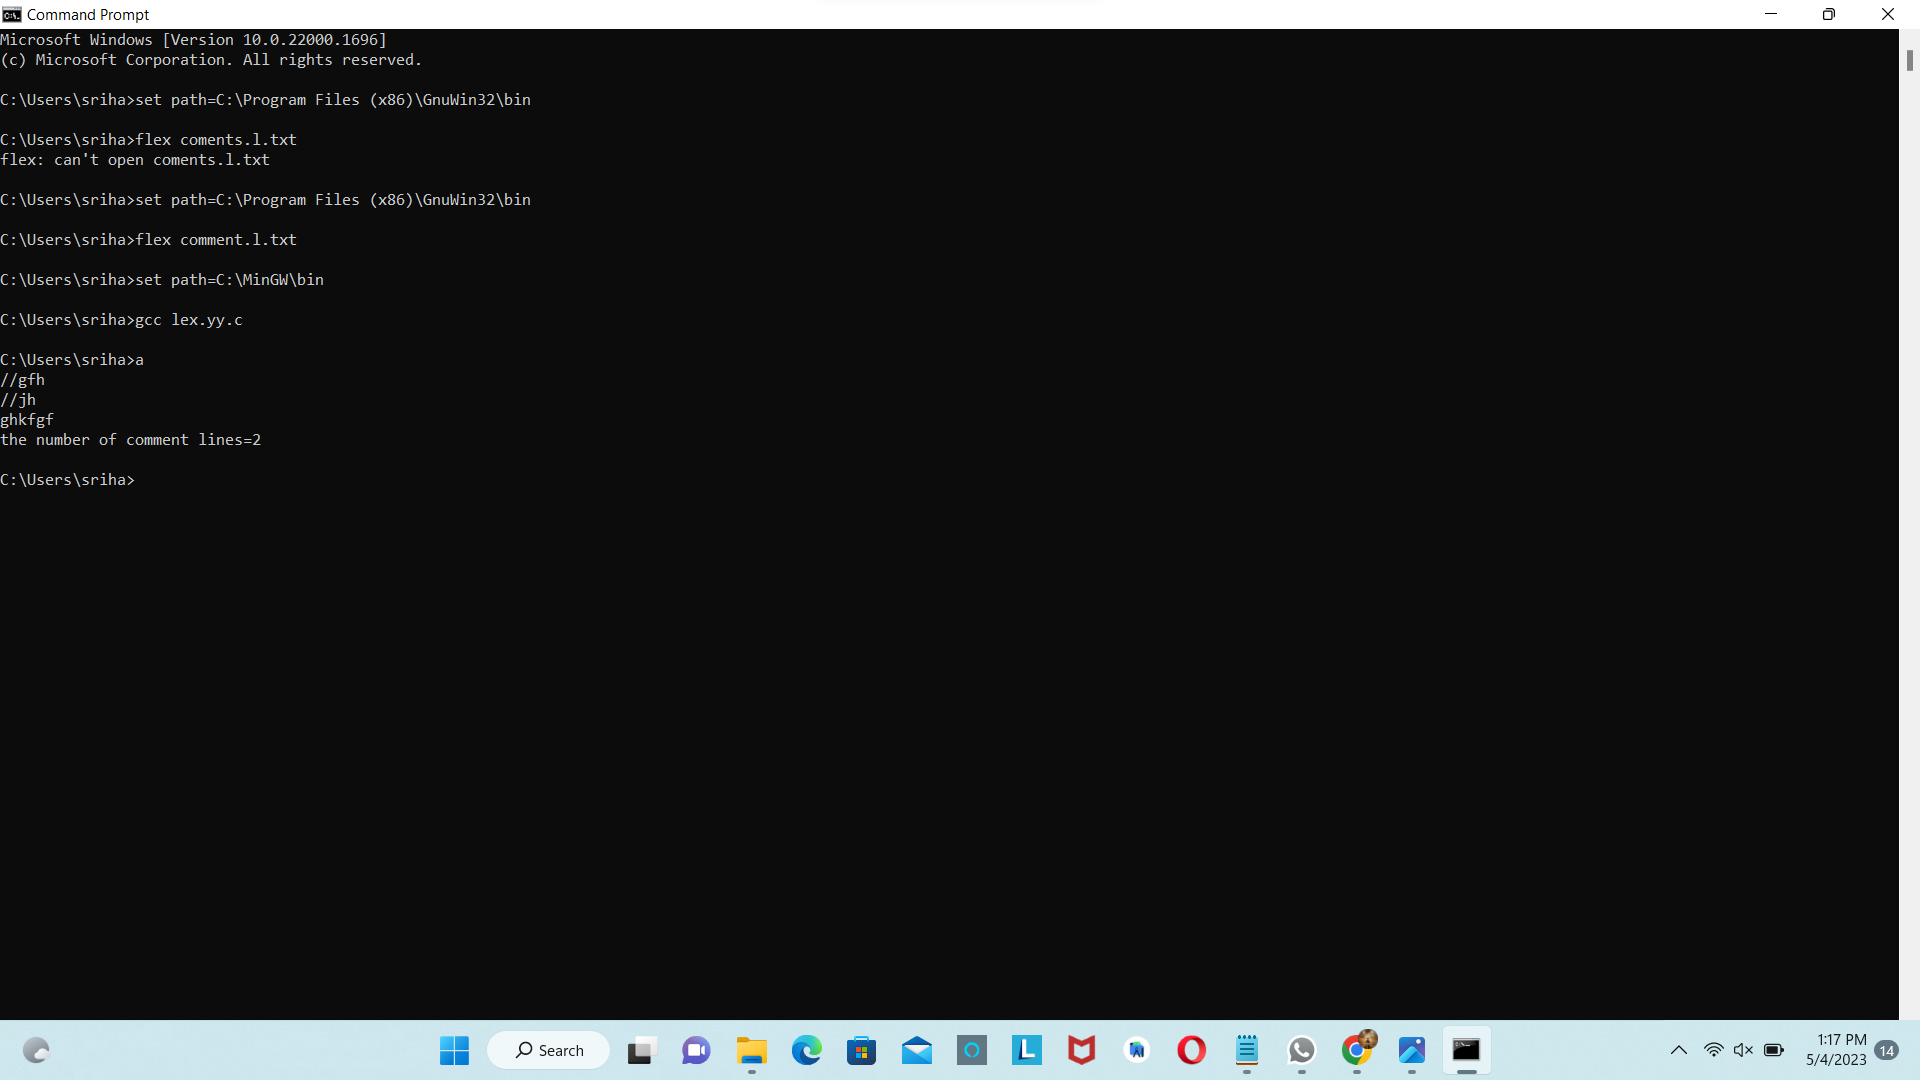 Command Prompt
Microsoft Windows [Version 10.0.22000.1696]
(c) Microsoft Corporation. All rights reserved.
C:\Users\sriha>set path=C:\Program Files (x86)\GnuWin32\bin
C:\Users\sriha>flex coments.l.txt
flex: can't open coments.l.txt
C:\Users\sriha>set path=C:\Program Files (x86)\GnuWin32\bin
C:\Users\sriha>flex comment.l.txt
C:\Users\sriha>set path=C:\MinGW\bin
C:\Users\sriha>gcc lex.yy.c
C:\Users\sriha>a
//gfh
//jh
ghkfgf
the number of comment lines=2
C:\Users\sriha>
Search
1:17 PM
5/4/2023
14